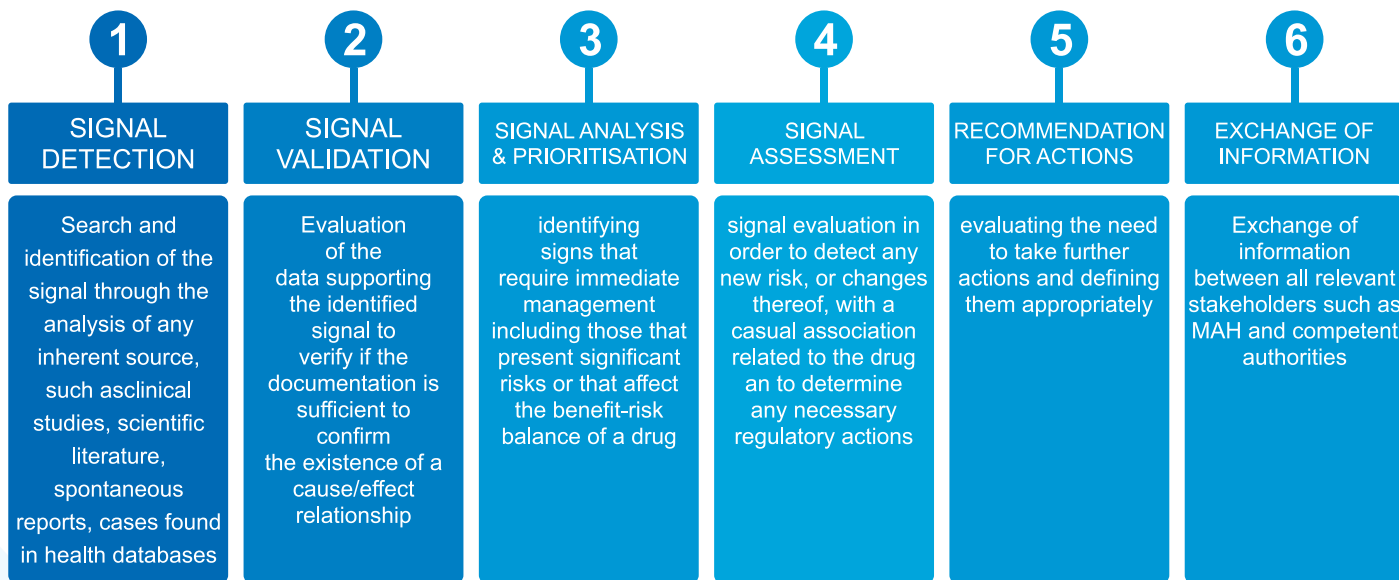 1
SIGNAL
DETECTION
Search and
identification of the
signal through the
analysis of any
inherent source,
such asclinical
studies, scientific
literature,
spontaneous
reports, cases found
in health databases
2
SIGNAL
VALIDATION
Evaluation
of the
data supporting
the identified
signal to
verify if the
documentation is
sufficient to
confirm
the existence of a
cause/effect
relationship
3
SIGNAL ANALYSIS
& PRIORITISATION
identifying
signs that
require immediate
management
including those that
present significant
risks or that affect
the benefit-risk
balance of a drug
4
SIGNAL
ASSESSMENT
signal evaluation in
order to detect any
new risk, or changes
thereof, with a
casual association
related to the drug
an to determine
any necessary
regulatory actions
5
RECOMMENDATION
FOR ACTIONS
evaluating the need
to take further
actions and defining
them appropriately
6
EXCHANGE OF
INFORMATION
Exchange of
information
between all relevant
stakeholders such as
MAH and competent
authorities